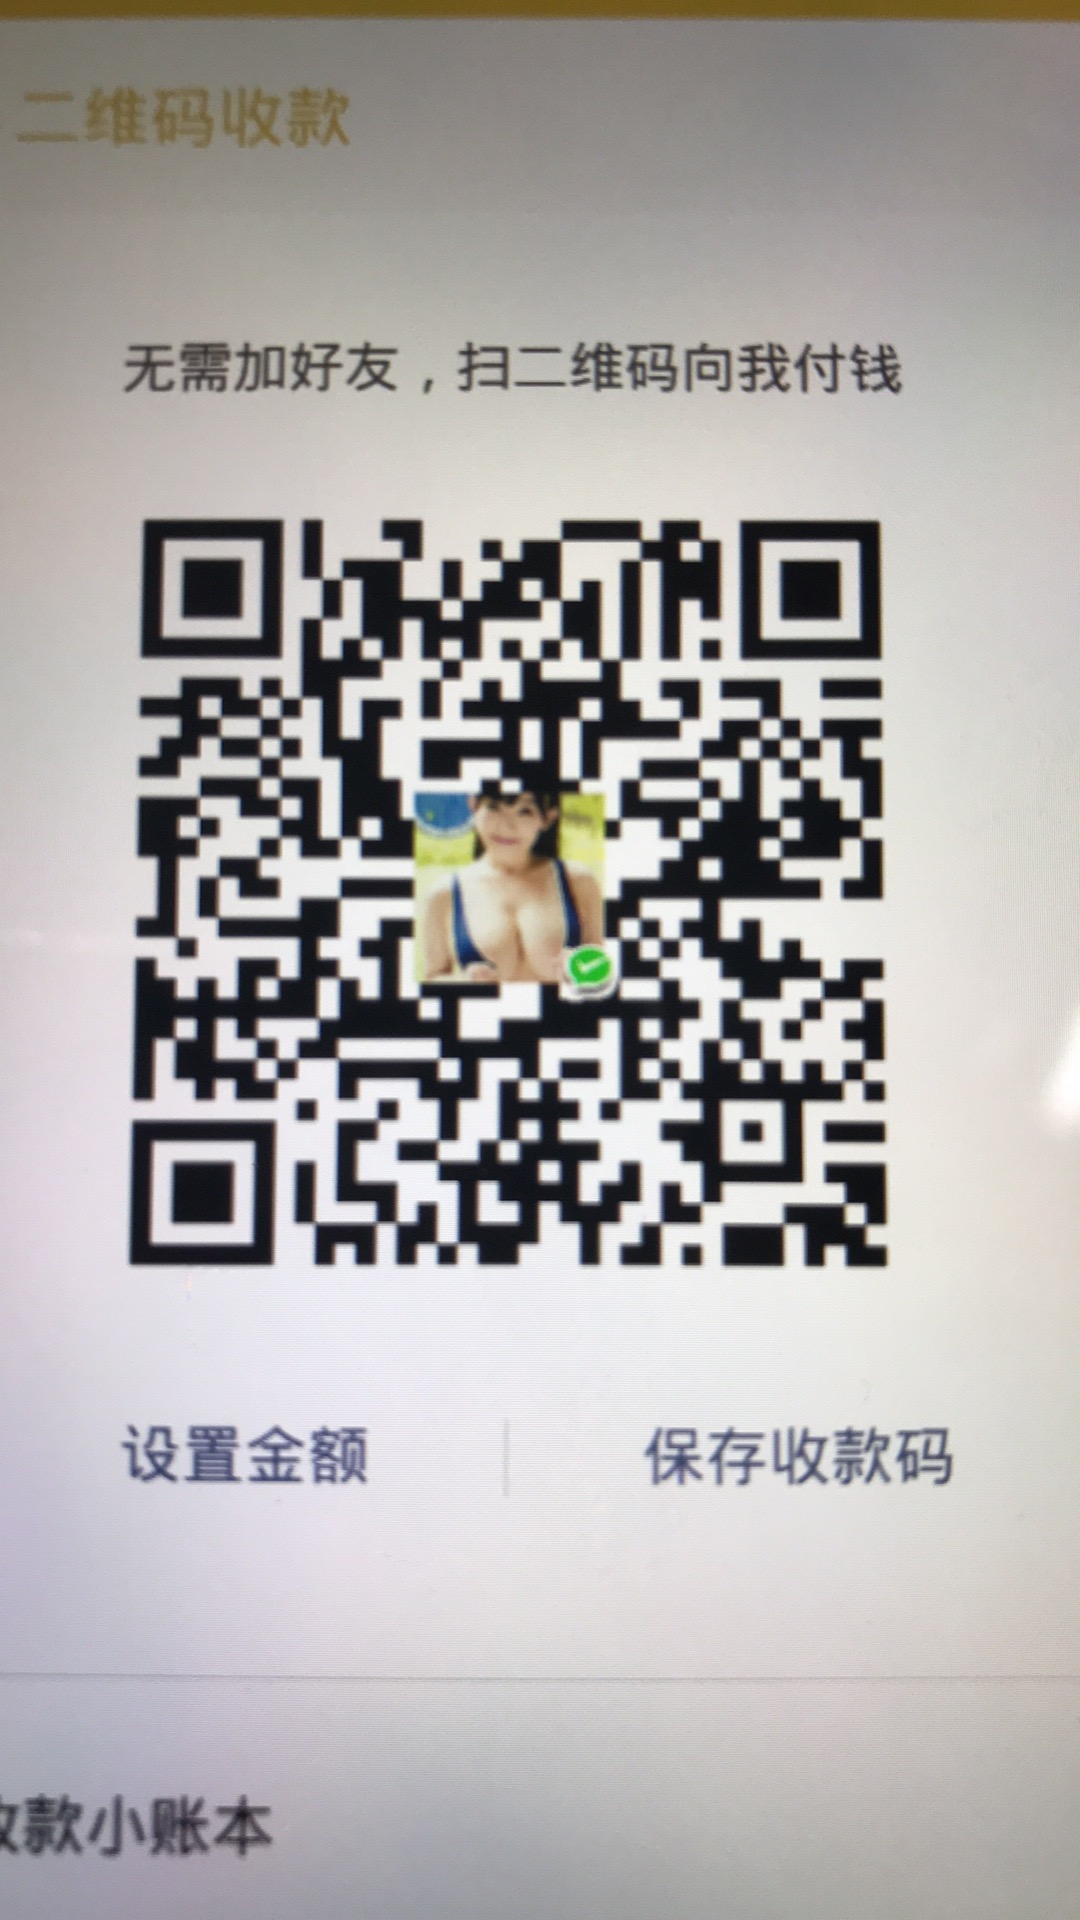 二维码收款
无需加好友，扫二维码向我付钱
设置金额
保存收款码
收款小账本